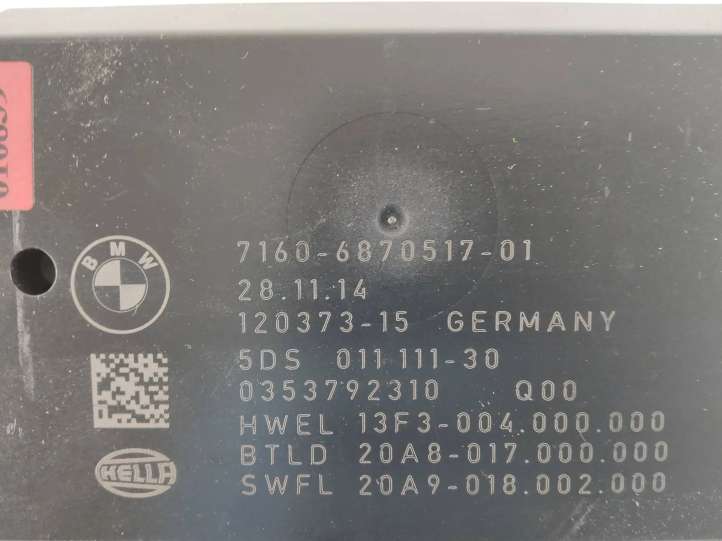 010639
BMW
7160-6870517-01
28.11.14
120373-15 GERMANY
5DS 011 111-30
0353792310 Q00
HWEL 13F3-004.000.000
BTLD 20A8-017.000.000
HELLA
SWFL 20A9-018.002.000